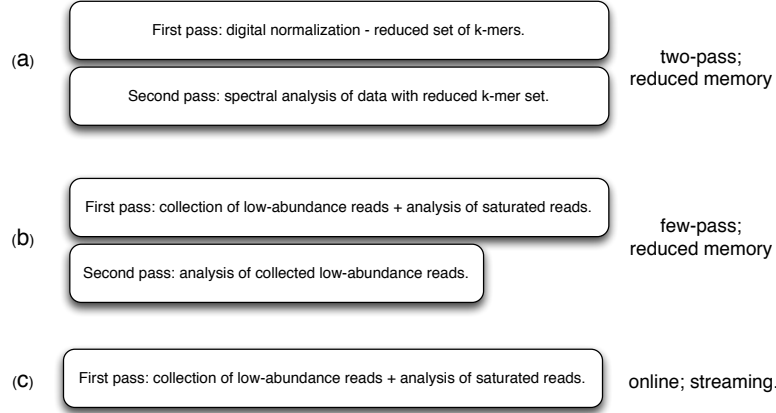 First pass: digital normalization - reduced set of k-mers.
(a)
two-pass;
reduced memory
Second pass: spectral analysis of data with reduced k-mer set.
First pass: collection of low-abundance reads + analysis of saturated reads.
(b)
few-pass;
reduced memory
Second pass: analysis of collected low-abundance reads.
(c)
First pass: collection of low-abundance reads + analysis of saturated reads.
online; streaming.